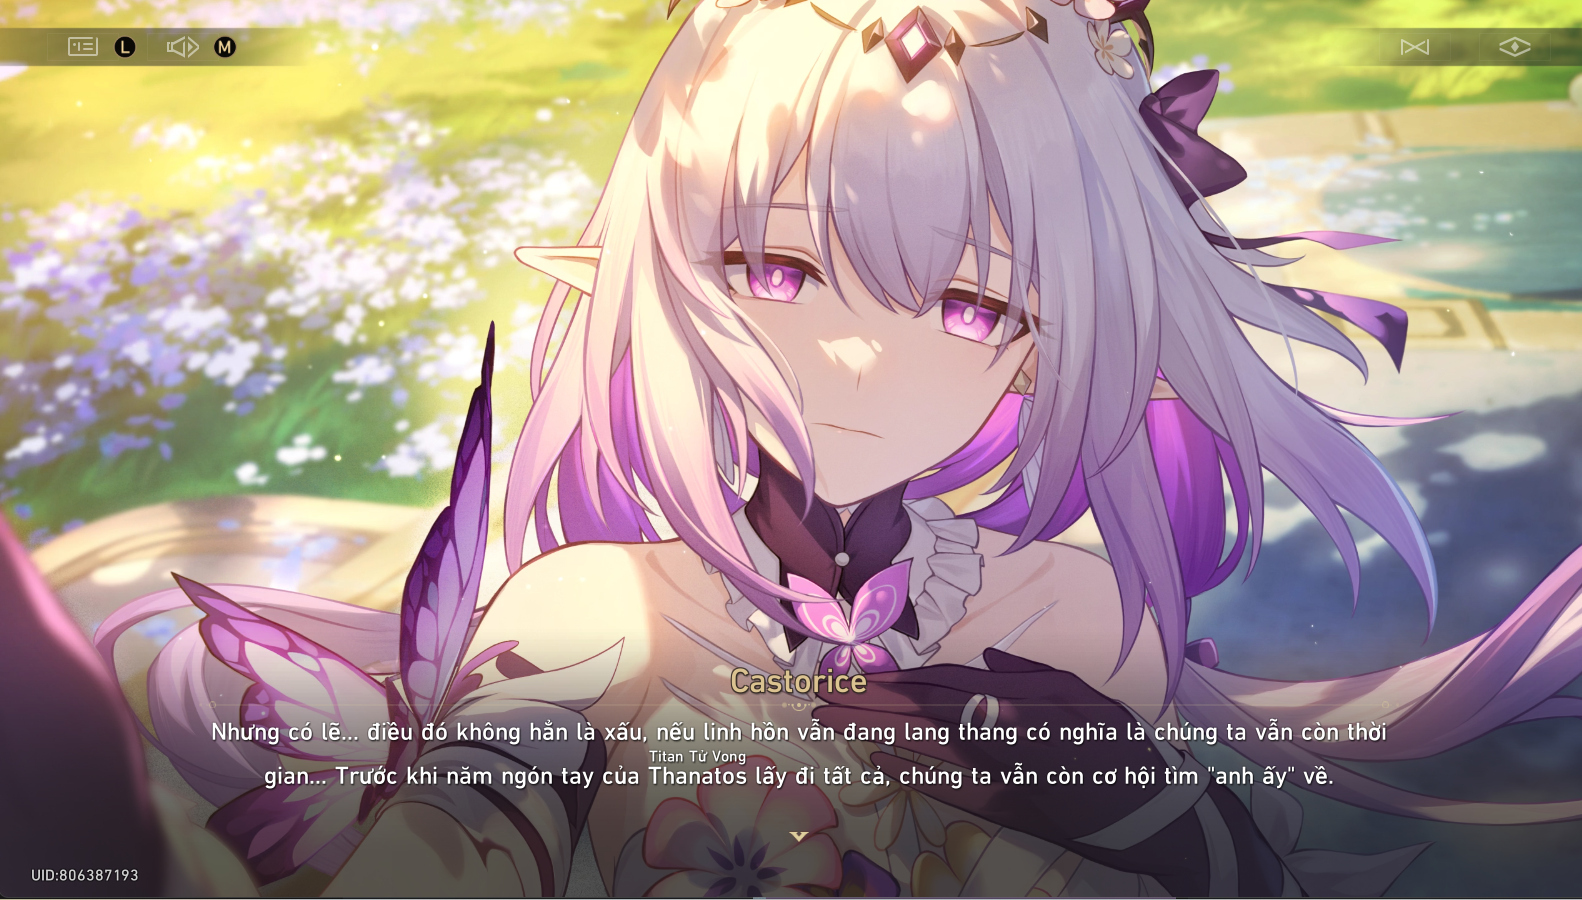 L M
Castorice
Nhưng có lẽ... điều đó không hẳn là xấu, nếu linh hồn vẫn đang lang thang có nghĩa là chúng ta vẫn còn thời
Titan Tử Vong
gian... Trước khi năm ngón tay của Thanatos lấy đi tất cả, chúng ta vẫn còn cơ hội tìm "anh ấy" về.
UID:806387193